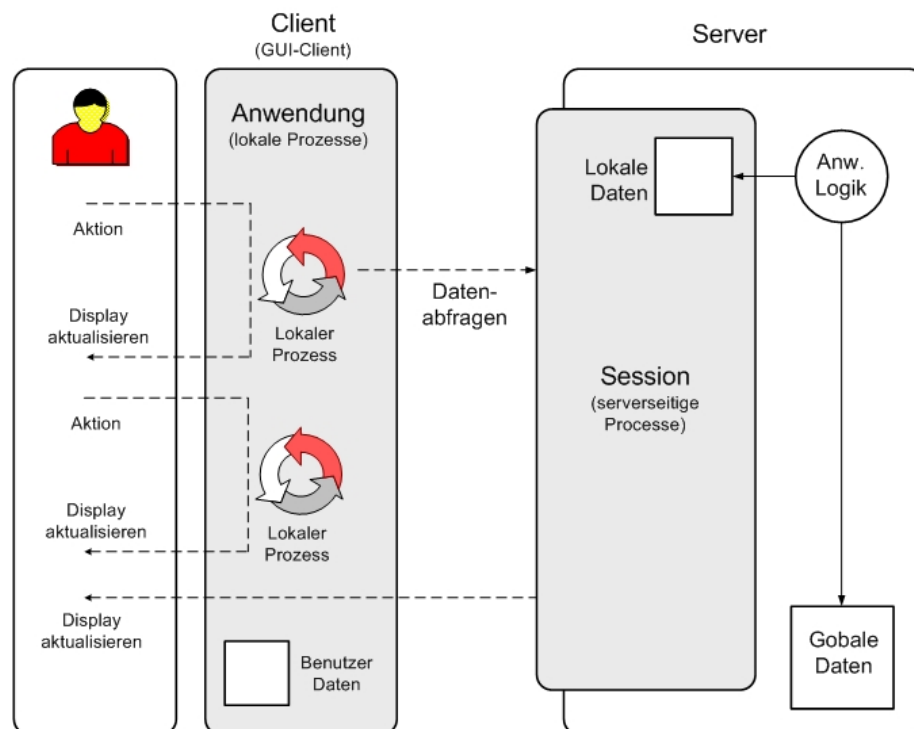 Client
(GUI-Client)
Server
Anwendung
(lokale Prozesse)
Lokale
Daten
Anw.
Logik
Aktion
Daten-
abfragen
Display
aktualisieren
Lokaler
Prozess
Session
(serverseitige
Processe)
Aktion
Display
aktualisieren
Lokaler
Prozess
Display
aktualisieren
Benutzer
Daten
Gobale
Daten